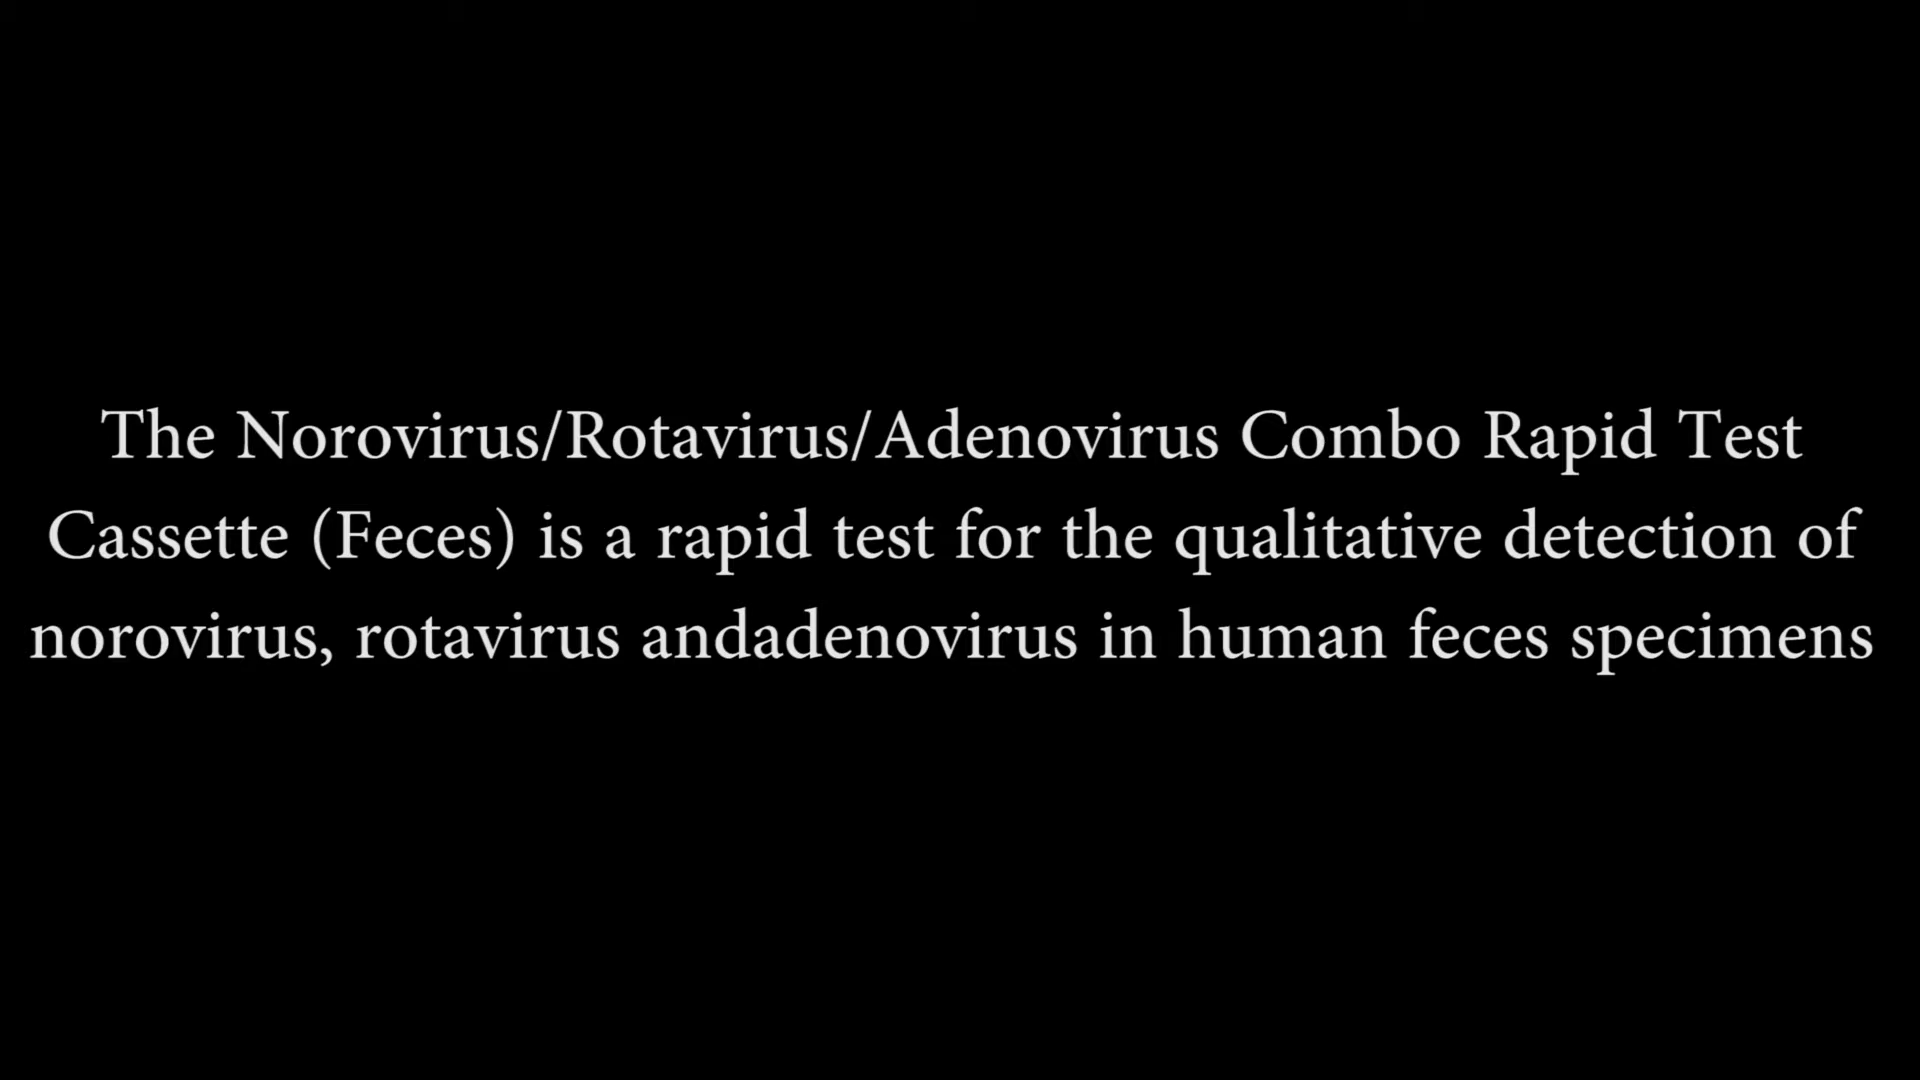 The Norovirus/Rotavirus/Adenovirus Combo Rapid Test
Cassette (Feces) is a rapid test for the qualitative detection of
norovirus, rotavirus andadenovirus in human feces specimens